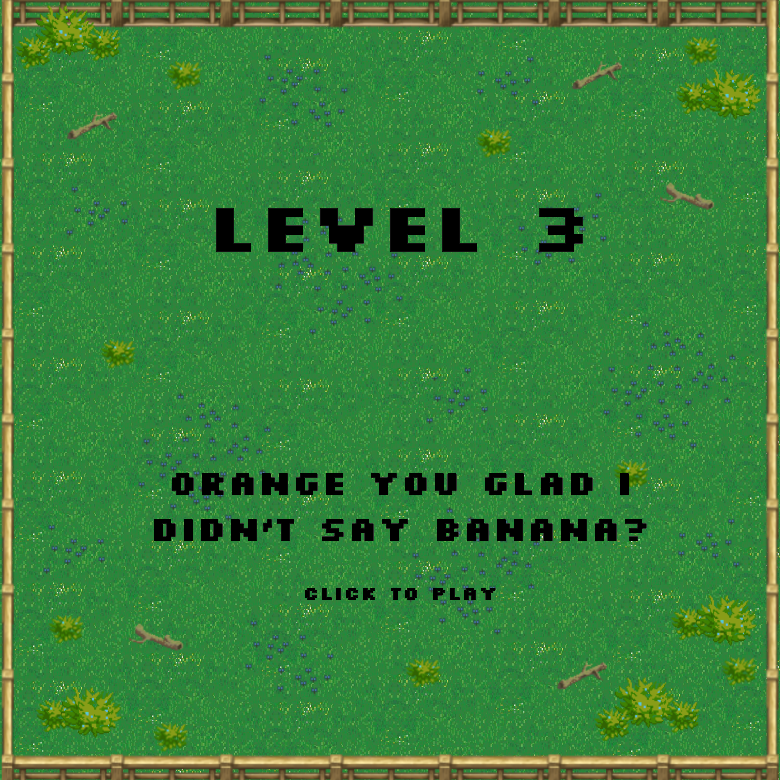 LEVEL 3
ORANGE YOU GLAD I
DIDN'T SAY BANANA?
CLICK TO PLAY